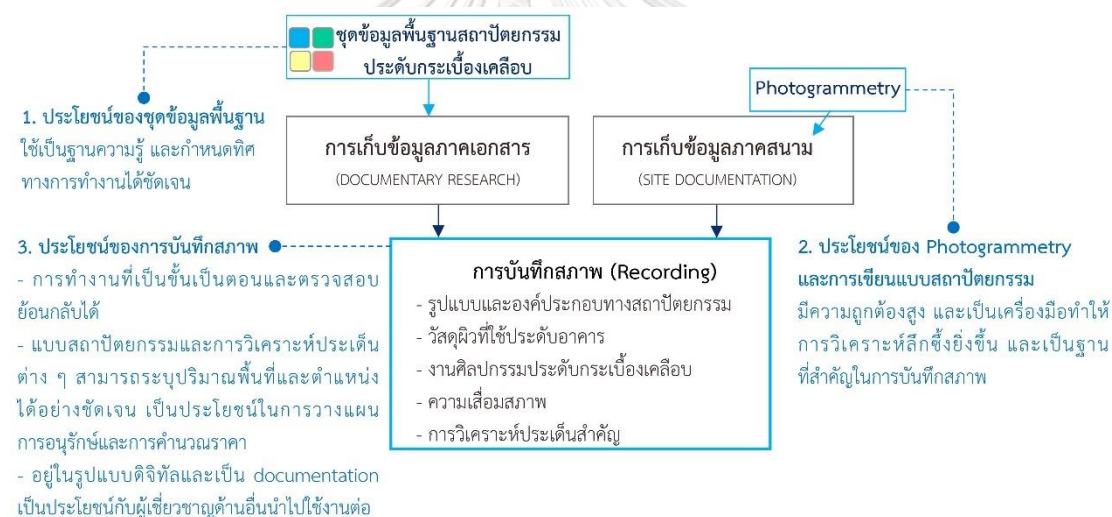 ชุดข้อมูลพื้นฐานสถาปัตยกรรม
ประดับกระเบื้องเคลือบ
Photogrammetry
1. ประโยชน์ของชุดข้อมูลพื้นฐาน
ใช้เป็นฐานความรู้ และกำหนดทิศ
ทางการทำงานได้ชัดเจน
การเก็บข้อมูลภาคเอกสาร
(DOCUMENTARY RESEARCH)
การเก็บข้อมูลภาคสนาม
(SITE DOCUMENTATION)
3. ประโยชน์ของการบันทึกสภาพ
- การทำงานที่เป็นขั้นเป็นตอนและตรวจสอบ
ย้อนกลับได้
- แบบสถาปัตยกรรมและการวิเคราะห์ประเด็น
ต่าง ๆ สามารถระบุปริมาณพื้นที่และตำแหน่ง
ได้อย่างชัดเจน เป็นประโยชน์ในการวางแผน
การอนุรักษ์และการคำนวณราคา
- อยู่ในรูปแบบดิจิทัลและเป็น documentation
เป็นประโยชน์กับผู้เชี่ยวชาญด้านอื่นนำไปใช้งานต่อ
การบันทึกสภาพ (Recording)
- รูปแบบและองค์ประกอบทางสถาปัตยกรรม
- วัสดุผิวที่ใช้ประดับอาคาร
- งานศิลปกรรมประดับกระเบื้องเคลือบ
- ความเสื่อมสภาพ
- การวิเคราะห์ประเด็นสำคัญ
2. ประโยชน์ของ Photogrammetry
และการเขียนแบบสถาปัตยกรรม
มีความถูกต้องสูง และเป็นเครื่องมือทำให้
การวิเคราะห์ลึกซึ้งยิ่งขึ้น และเป็นฐาน
ที่สำคัญในการบันทึกสภาพ